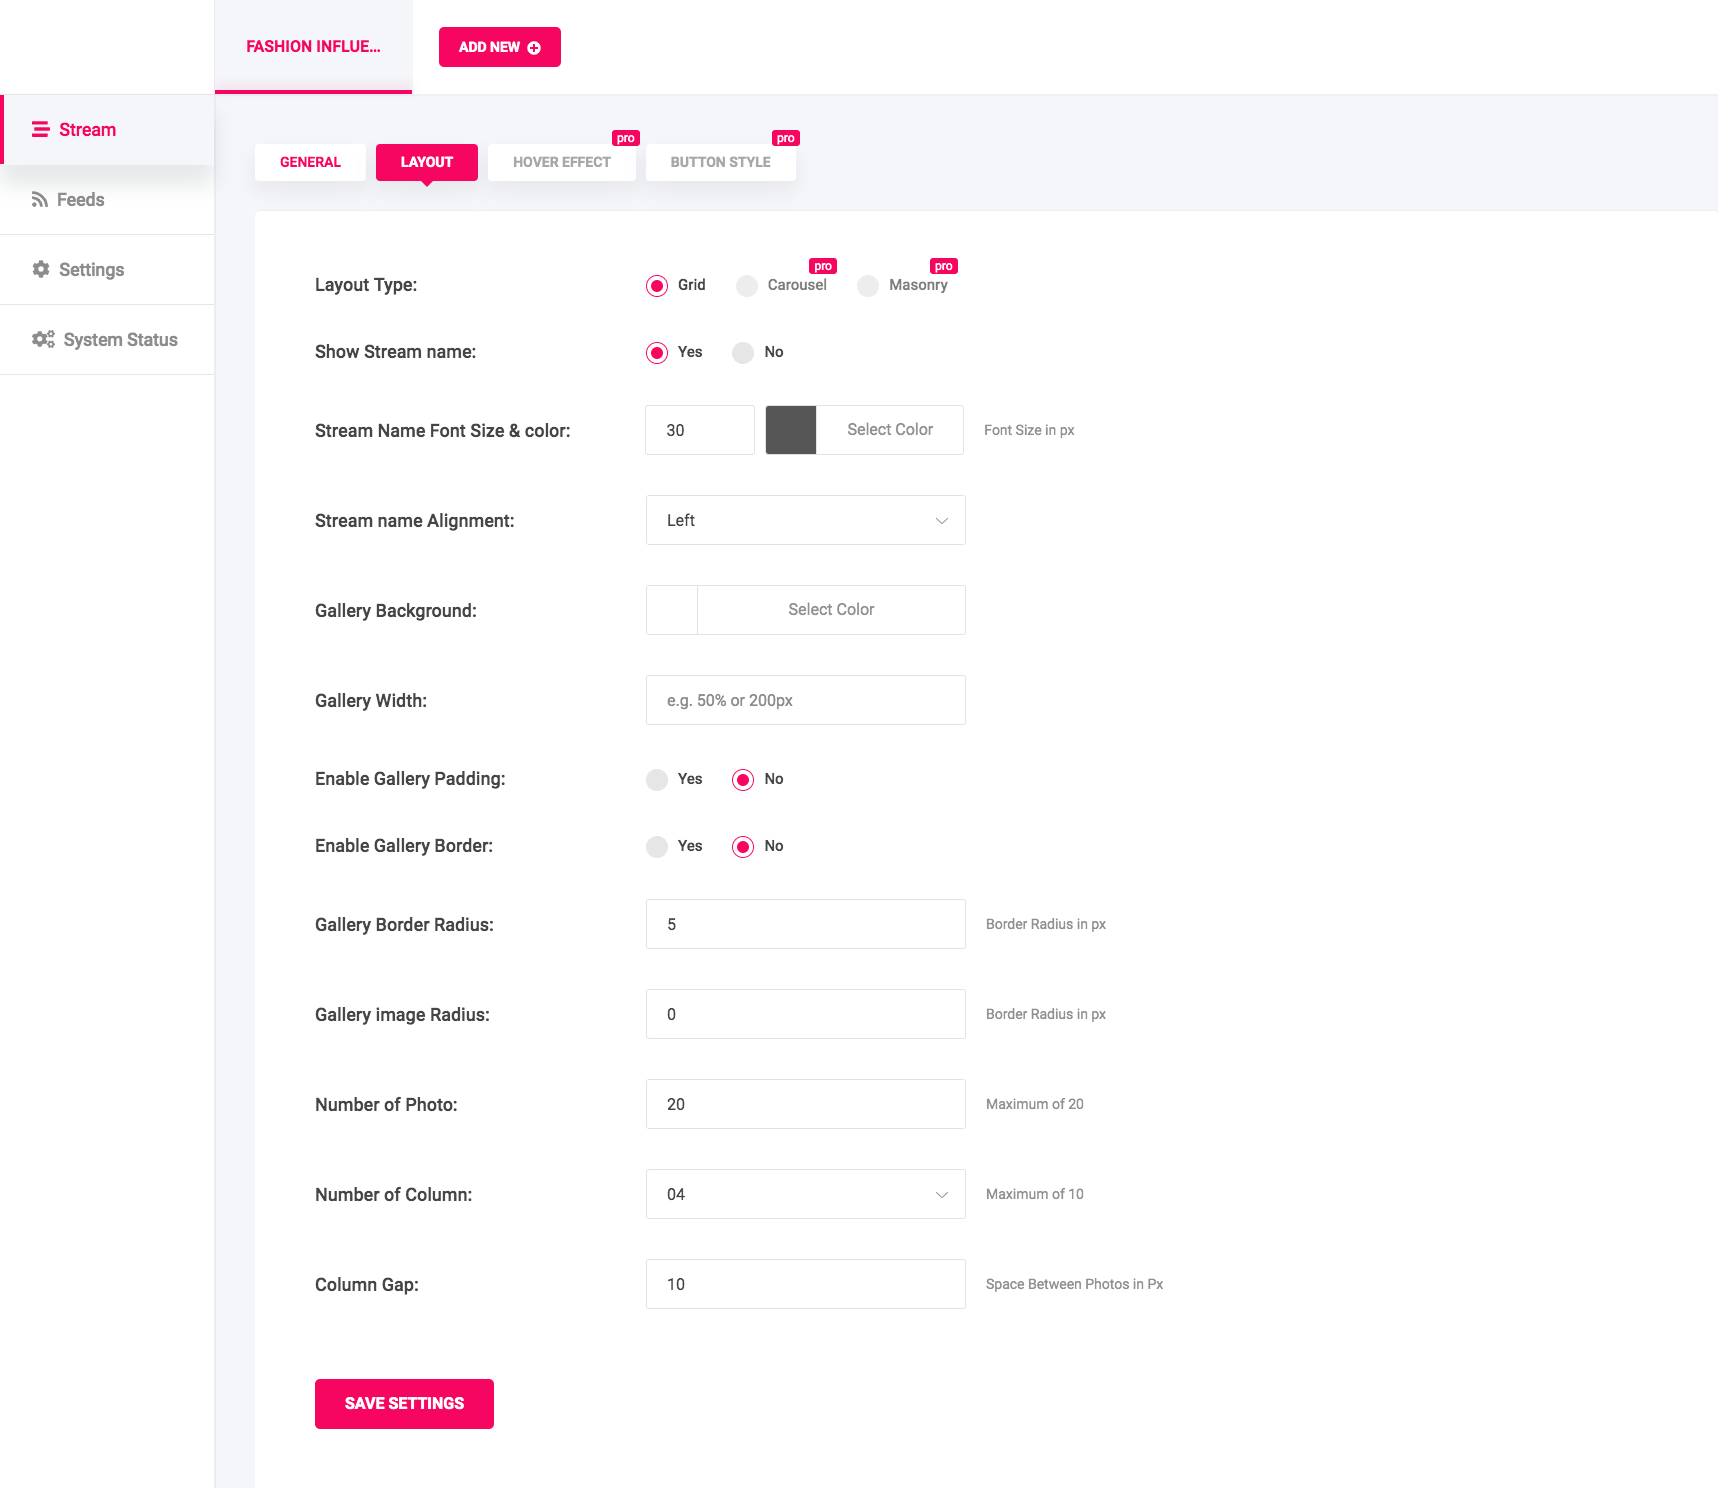 FASHION INFLUE...
ADD NEW
Stream
Feeds
Settings
System Status
GENERAL
LAYOUT
HOVER EFFECT
pro
BUTTON STYLE
pro
Layout Type:
Grid
Carousel
pro
Masonry
pro
Show Stream name:
Yes
No
Stream Name Font Size & color:
30
Select Color
Font Size in px
Stream name Alignment:
Left
Gallery Background:
Select Color
Gallery Width:
e.g. 50% or 200px
Enable Gallery Padding:
Yes
No
Enable Gallery Border:
Yes
No
Gallery Border Radius:
5
Border Radius in px
Gallery image Radius:
0
Border Radius in px
Number of Photo:
20
Maximum of 20
Number of Column:
04
Maximum of 10
Column Gap:
10
Space Between Photos in Px
SAVE SETTINGS